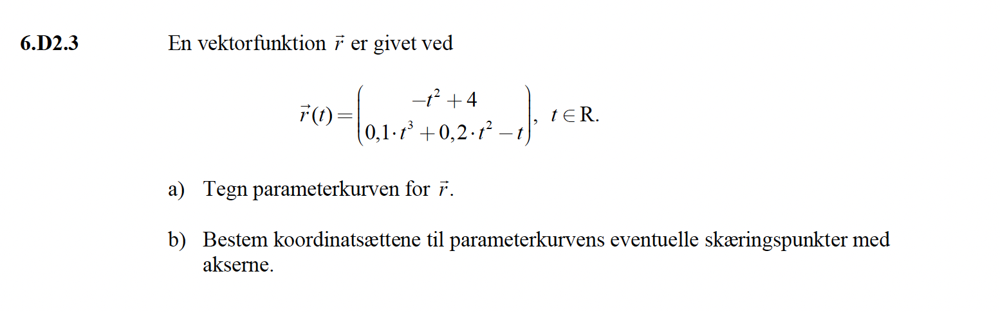 6.D2.3 En vektorfunktion r⃗ er givet ved
r⃗(t) = (−t² + 4
0,1·t³ + 0,2·t² − t), t ∈ R.
a) Tegn parameterkurven for r⃗.
b) Bestem koordinatsættene til parameterkurvens eventuelle skæringspunkter med
akserne.